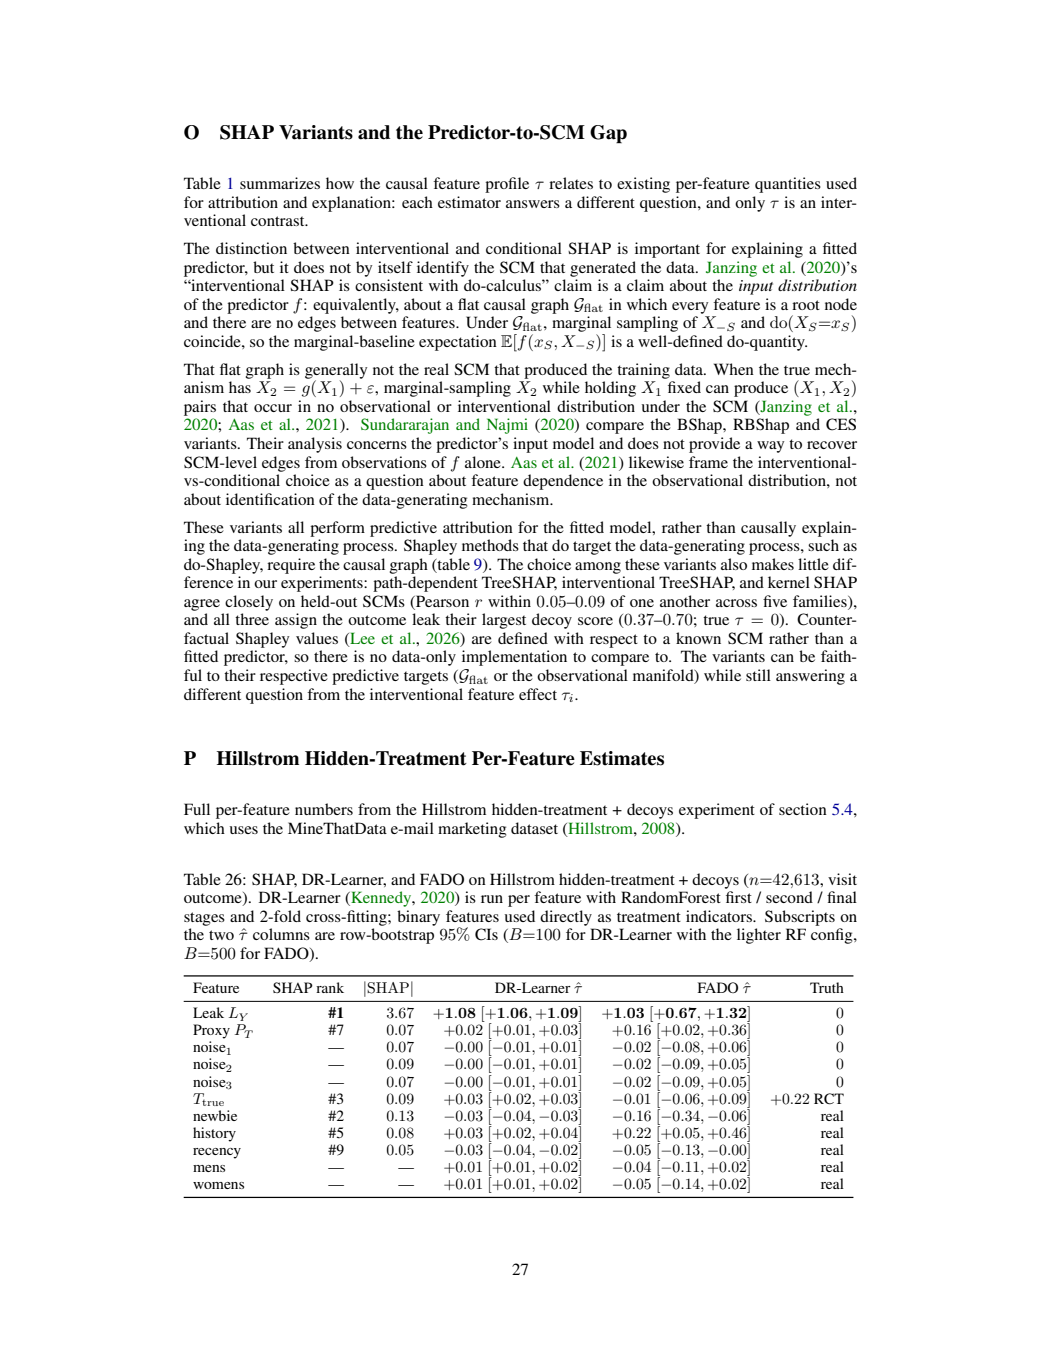 O SHAP Variants and the Predictor-to-SCM Gap
Table 1 summarizes how the causal feature profile τ relates to existing per-feature quantities used
for attribution and explanation: each estimator answers a different question, and only τ is an inter-
ventional contrast.
The distinction between interventional and conditional SHAP is important for explaining a fitted
predictor, but it does not by itself identify the SCM that generated the data. Janzing et al. (2020)'s
“interventional SHAP is consistent with do-calculus” claim is a claim about the input distribution
of the predictor f: equivalently, about a flat causal graph 𝒢flat in which every feature is a root node
and there are no edges between features. Under 𝒢flat, marginal sampling of X−S and do(XS=xS)
coincide, so the marginal-baseline expectation 𝔼[f(xS, X−S)] is a well-defined do-quantity.
That flat graph is generally not the real SCM that produced the training data. When the true mech-
anism has X2 = g(X1) + ε, marginal-sampling X2 while holding X1 fixed can produce (X1, X2)
pairs that occur in no observational or interventional distribution under the SCM (Janzing et al.,
2020; Aas et al., 2021). Sundararajan and Najmi (2020) compare the BShap, RBShap and CES
variants. Their analysis concerns the predictor's input model and does not provide a way to recover
SCM-level edges from observations of f alone. Aas et al. (2021) likewise frame the interventional-
vs-conditional choice as a question about feature dependence in the observational distribution, not
about identification of the data-generating mechanism.
These variants all perform predictive attribution for the fitted model, rather than causally explain-
ing the data-generating process. Shapley methods that do target the data-generating process, such as
do-Shapley, require the causal graph (table 9). The choice among these variants also makes little dif-
ference in our experiments: path-dependent TreeSHAP, interventional TreeSHAP, and kernel SHAP
agree closely on held-out SCMs (Pearson r within 0.05–0.09 of one another across five families),
and all three assign the outcome leak their largest decoy score (0.37–0.70; true τ = 0). Counter-
factual Shapley values (Lee et al., 2026) are defined with respect to a known SCM rather than a
fitted predictor, so there is no data-only implementation to compare to. The variants can be faith-
ful to their respective predictive targets (𝒢flat or the observational manifold) while still answering a
different question from the interventional feature effect τi.
P Hillstrom Hidden-Treatment Per-Feature Estimates
Full per-feature numbers from the Hillstrom hidden-treatment + decoys experiment of section 5.4,
which uses the MineThatData e-mail marketing dataset (Hillstrom, 2008).
Table 26: SHAP, DR-Learner, and FADO on Hillstrom hidden-treatment + decoys (n=42,613, visit
outcome). DR-Learner (Kennedy, 2020) is run per feature with RandomForest first / second / final
stages and 2-fold cross-fitting; binary features used directly as treatment indicators. Subscripts on
the two τ̂ columns are row-bootstrap 95% CIs (B=100 for DR-Learner with the lighter RF config,
B=500 for FADO).
Feature SHAP rank |SHAP| DR-Learner τ̂ FADO τ̂ Truth
Leak LY #1 3.67 +1.08 [+1.06, +1.09] +1.03 [+0.67, +1.32] 0
Proxy PT #7 0.07 +0.02 [+0.01, +0.03] +0.16 [+0.02, +0.36] 0
noise1 — 0.07 −0.00 [−0.01, +0.01] −0.02 [−0.08, +0.06] 0
noise2 — 0.09 −0.00 [−0.01, +0.01] −0.02 [−0.09, +0.05] 0
noise3 — 0.07 −0.00 [−0.01, +0.01] −0.02 [−0.09, +0.05] 0
Ttrue #3 0.09 +0.03 [+0.02, +0.03] −0.01 [−0.06, +0.09] +0.22 RCT
newbie #2 0.13 −0.03 [−0.04, −0.03] −0.16 [−0.34, −0.06] real
history #5 0.08 +0.03 [+0.02, +0.04] +0.22 [+0.05, +0.46] real
recency #9 0.05 −0.03 [−0.04, −0.02] −0.05 [−0.13, −0.00] real
mens — — +0.01 [+0.01, +0.02] −0.04 [−0.11, +0.02] real
womens — — +0.01 [+0.01, +0.02] −0.05 [−0.14, +0.02] real
27